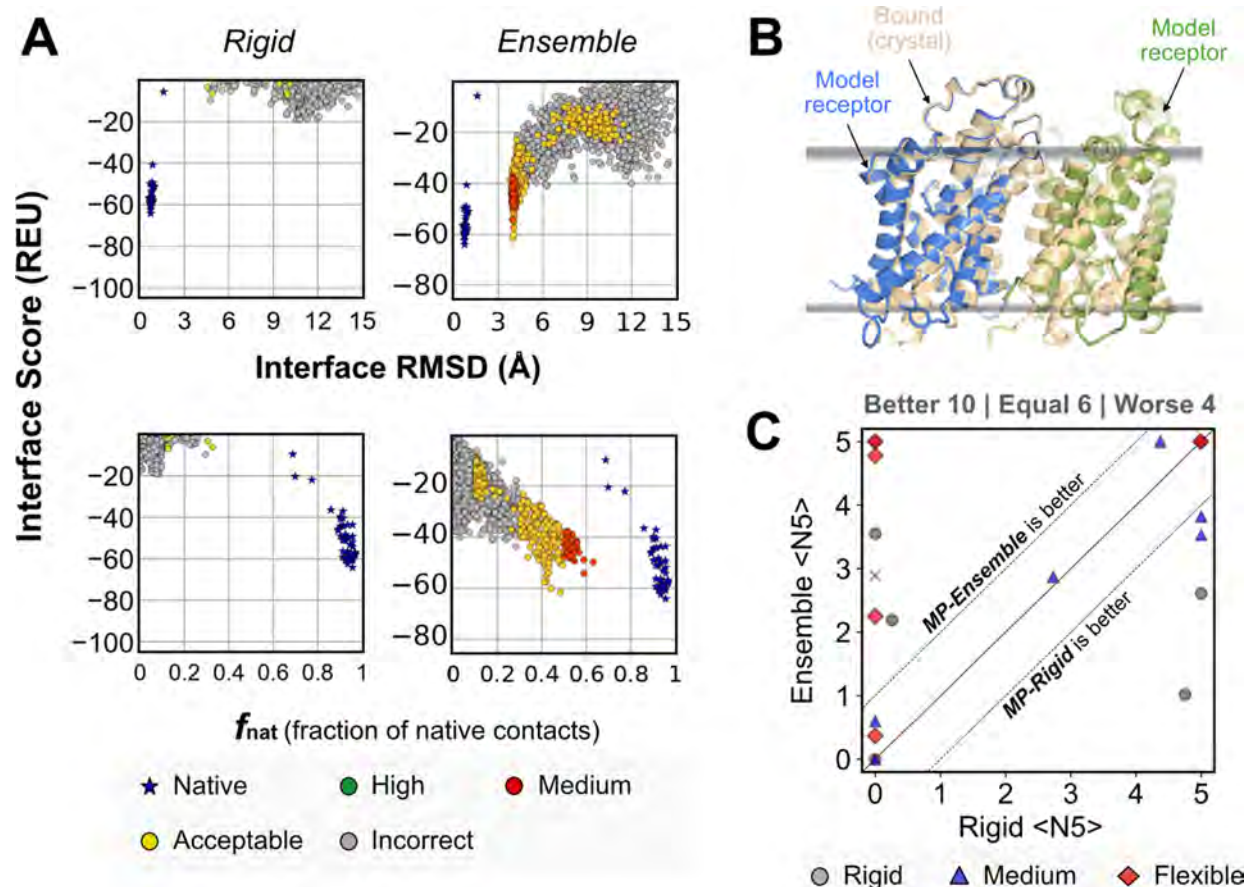 A
Rigid
Ensemble
Interface Score (REU)
−20
−40
−60
−80
−100
0 3 6 9 12 15
−20
−40
−60
−80
0 3 6 9 12 15
Interface RMSD (Å)
−20
−40
−60
−80
−100
0 0.2 0.4 0.6 0.8 1
−20
−40
−60
−80
0 0.2 0.4 0.6 0.8 1
fnat (fraction of native contacts)
Native
High
Medium
Acceptable
Incorrect
B
Bound
(crystal)
Model
receptor
Model
receptor
C
Better 10 | Equal 6 | Worse 4
Ensemble <N5>
5
4
3
2
1
0
MP-Ensemble is better
MP-Rigid is better
0 1 2 3 4 5
Rigid <N5>
Rigid
Medium
Flexible